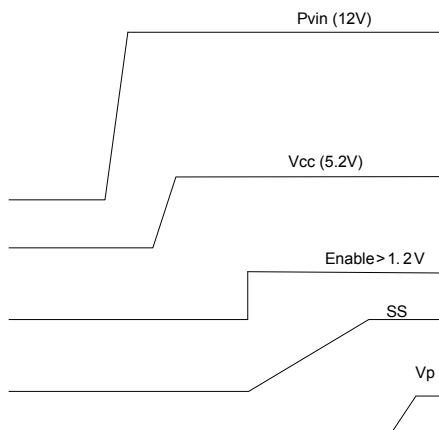 Pvin (12V)
Vcc (5.2V)
Enable>1.2V
SS
Vp